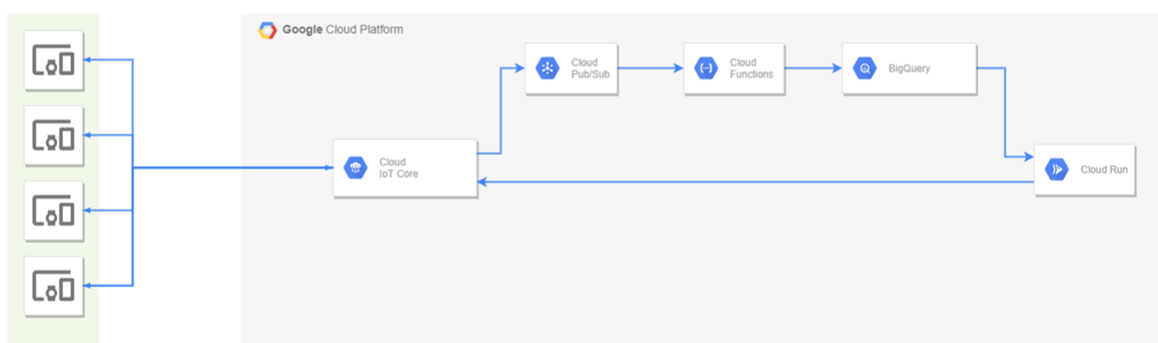 Google Cloud Platform
Cloud
Pub/Sub
Cloud
Functions
BigQuery
Cloud
IoT Core
Cloud Run